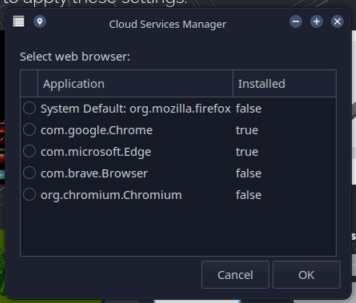 to apply these settings.
Cloud Services Manager
Select web browser:
Application Installed
System Default: org.mozilla.firefox false
com.google.Chrome true
com.microsoft.Edge true
com.brave.Browser false
org.chromium.Chromium false
Cancel OK